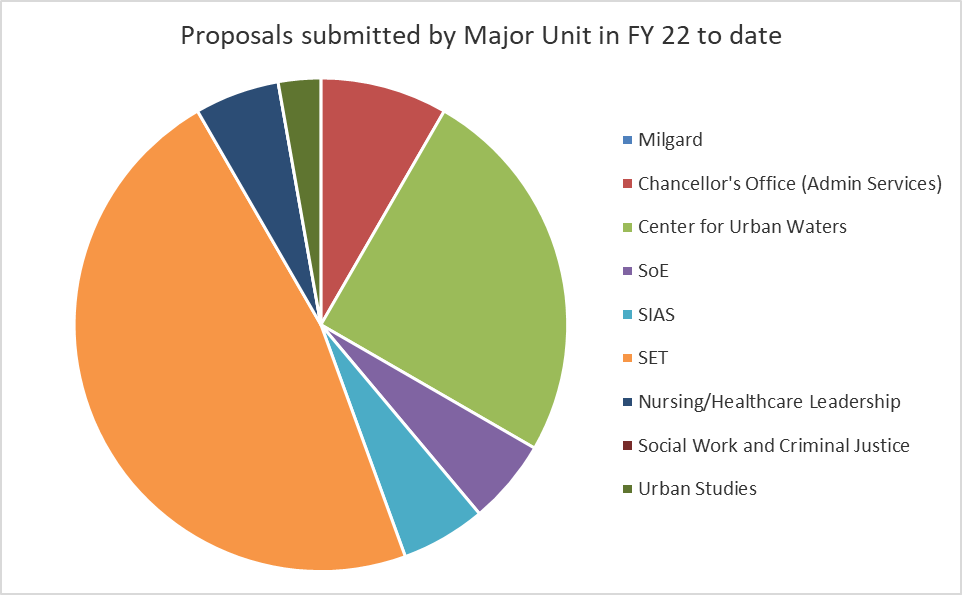 Proposals submitted by Major Unit in FY 22 to date
Milgard
Chancellor's Office (Admin Services)
Center for Urban Waters
SoE
SIAS
SET
Nursing/Healthcare Leadership
Social Work and Criminal Justice
Urban Studies